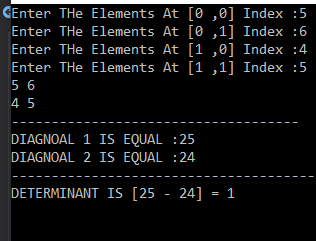 Enter THe Elements At [0 ,0] Index :5
Enter THe Elements At [0 ,1] Index :6
Enter THe Elements At [1 ,0] Index :4
Enter THe Elements At [1 ,1] Index :5
5 6
4 5
-----------------------------------
DIAGNOAL 1 IS EQUAL :25
DIAGNOAL 2 IS EQUAL :24
-------------------------------------
DETERMINANT IS [25 - 24] = 1